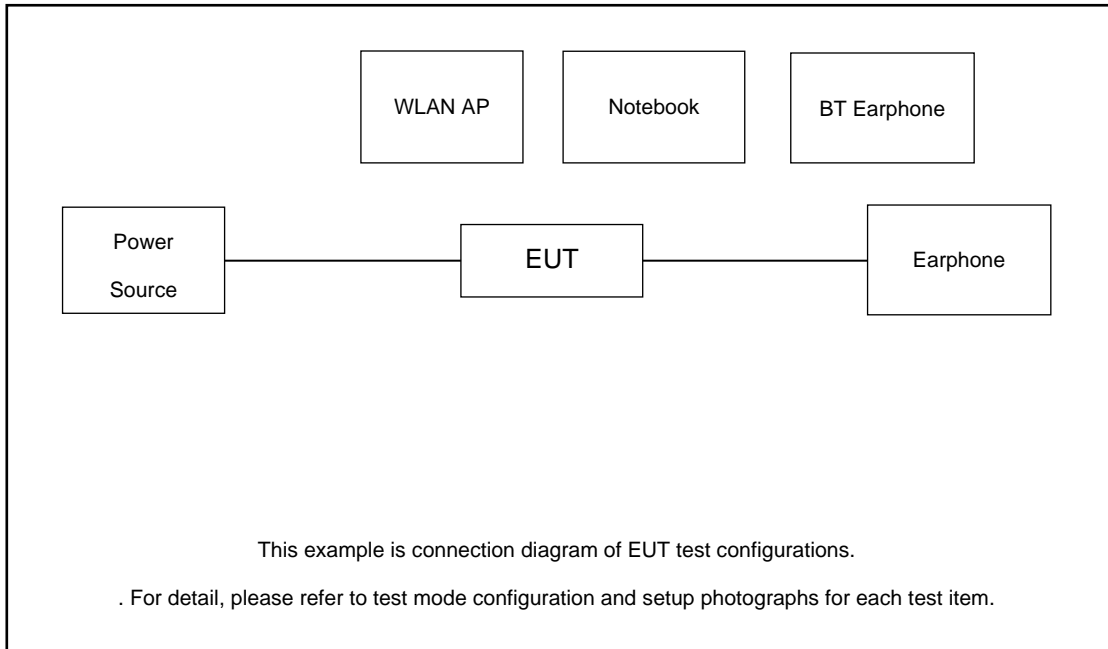 WLAN AP
Notebook
BT Earphone
Power
Source
EUT
Earphone
This example is connection diagram of EUT test configurations.
. For detail, please refer to test mode configuration and setup photographs for each test item.